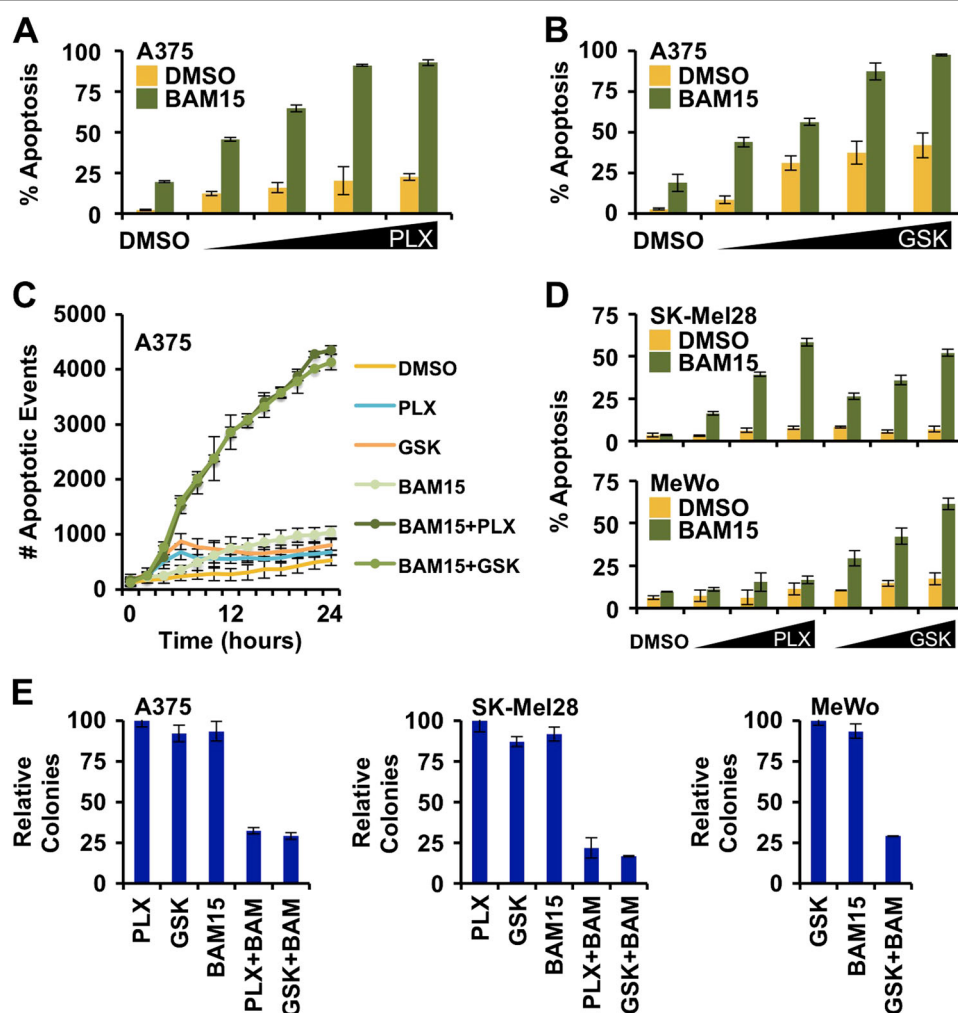 A
A375
DMSO
BAM15
% Apoptosis
100
75
50
25
0
DMSO
PLX
B
A375
DMSO
BAM15
% Apoptosis
100
75
50
25
0
DMSO
GSK
C
A375
# Apoptotic Events
5000
4000
3000
2000
1000
0
0
12
24
Time (hours)
DMSO
PLX
GSK
BAM15
BAM15+PLX
BAM15+GSK
D
SK-Mel28
DMSO
BAM15
75
50
25
0
% Apoptosis
MeWo
DMSO
BAM15
75
50
25
0
DMSO
PLX
GSK
E
A375
Relative
Colonies
100
75
50
25
0
PLX
GSK
BAM15
PLX+BAM
GSK+BAM
SK-Mel28
Relative
Colonies
100
75
50
25
0
PLX
GSK
BAM15
PLX+BAM
GSK+BAM
MeWo
Relative
Colonies
100
75
50
25
0
GSK
BAM15
GSK+BAM